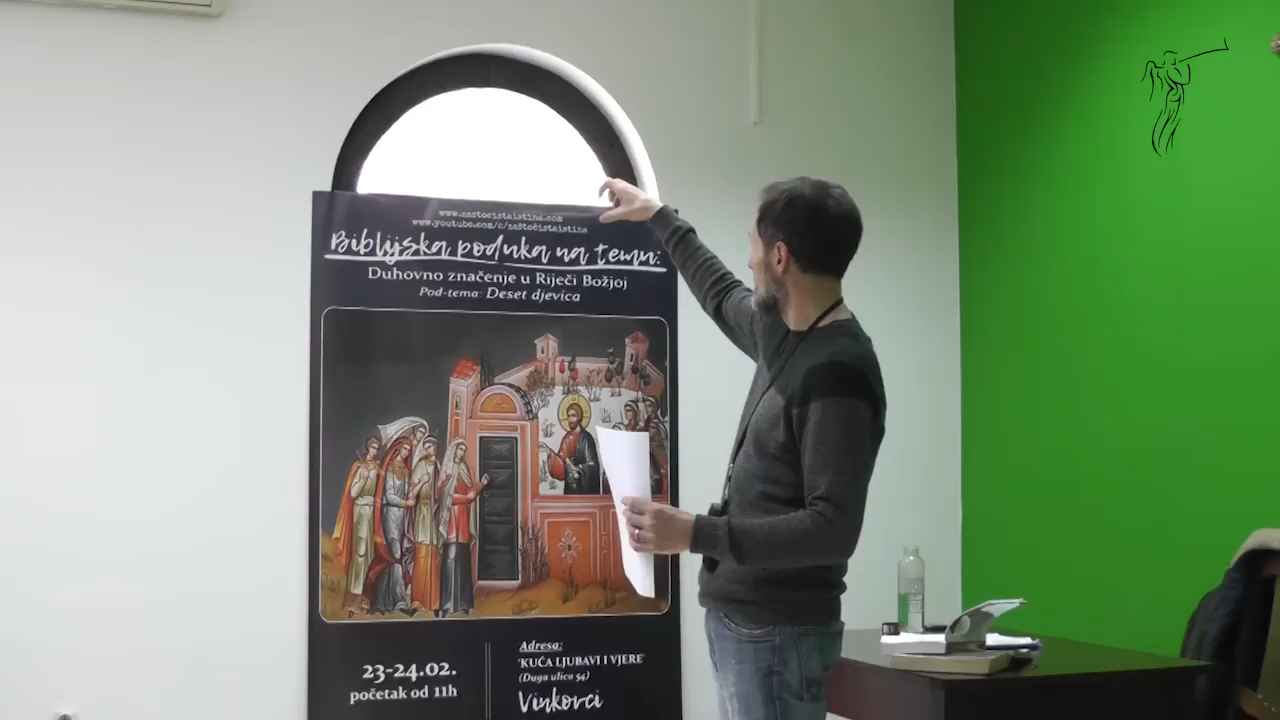 www.zastocistaistina.com
www.youtube.com/c/zaštočistaistina
Biblijska poduka na temu:
Duhovno značenje u Riječi Božjoj
Pod-tema: Deset djevica
23-24.02.
početak od 11h
Adresa:
"KUĆA LJUBAVI I VJERE"
(Duga ulica 54)
Vinkovci